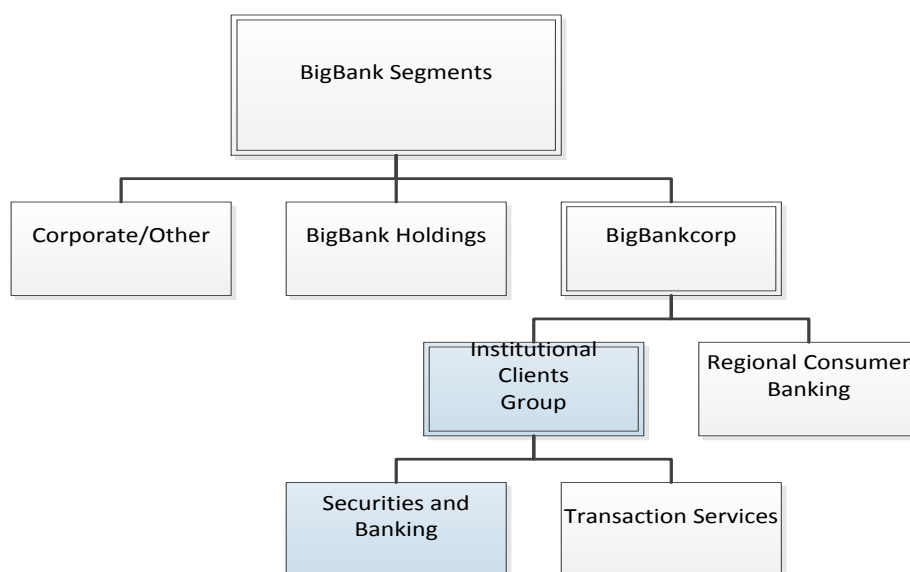 BigBank Segments
Corporate/Other
BigBank Holdings
BigBankcorp
Institutional
Clients
Group
Regional Consumer
Banking
Securities and
Banking
Transaction Services